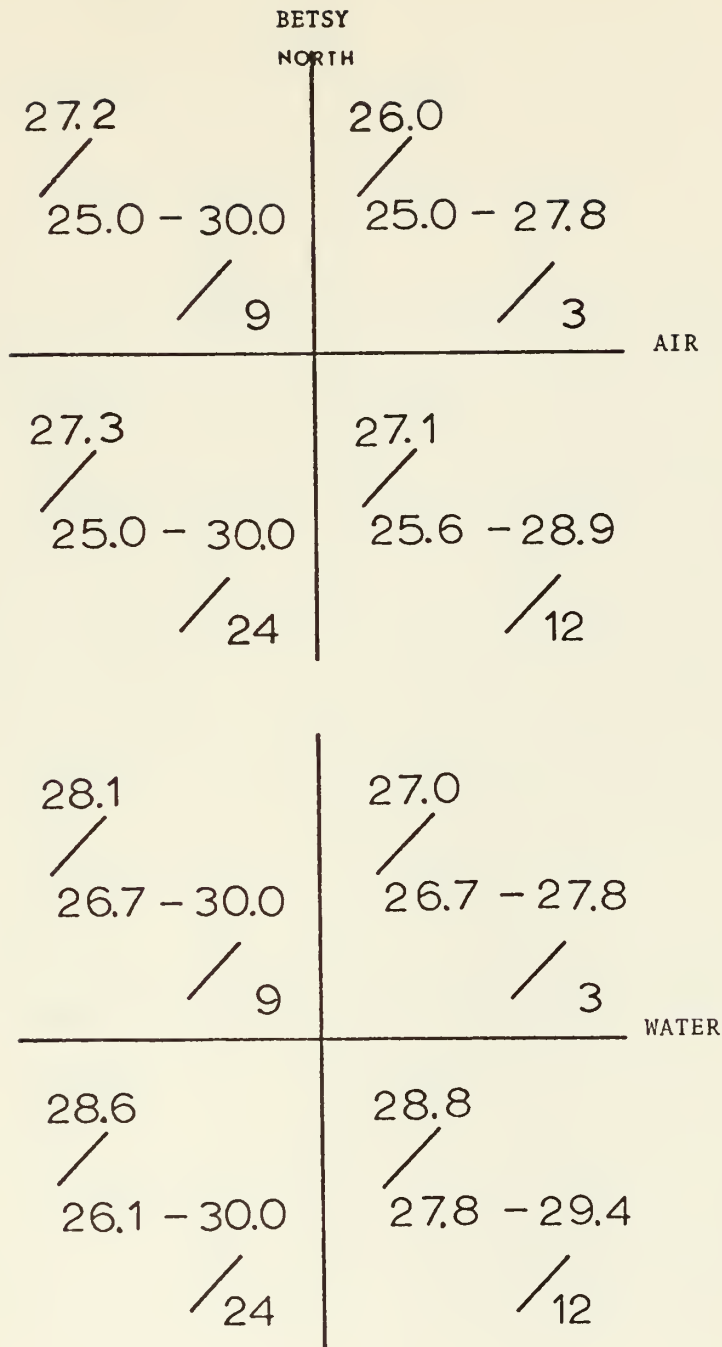 BETSY
NORTH
27.2 26.0
/ /
25.0 - 30.0 25.0 - 27.8
/ 9 / 3
AIR
27.3 27.1
/ /
25.0 - 30.0 25.6 - 28.9
/ 24 / 12
28.1 27.0
/ /
26.7 - 30.0 26.7 - 27.8
/ 9 / 3
WATER
28.6 28.8
/ /
26.1 - 30.0 27.8 - 29.4
/ 24 / 12